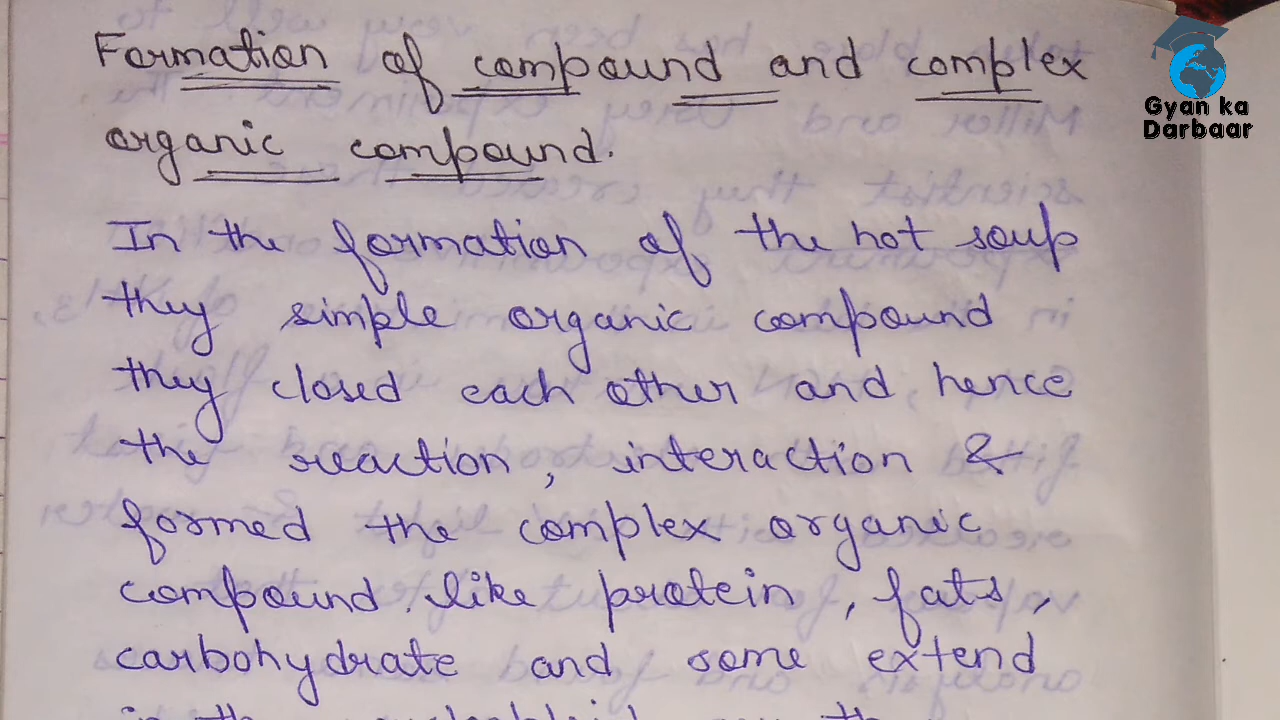 Formation of compound and complex
organic compound.
In the formation of the hot soup
they simple organic compound
they closed each other and hence
the reaction, interaction &
formed the complex organic
compound. like protein, fats,
carbohydrate and some extend
in the
Gyan ka
Darbaar